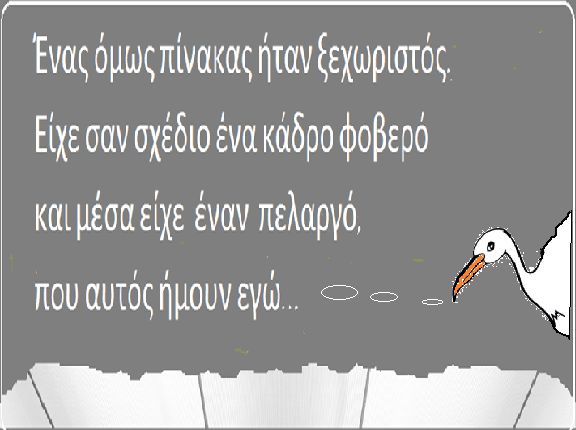 Ένας όμως πίνακας ήταν ξεχωριστός.
Είχε σαν σχέδιο ένα κάδρο φοβερό
και μέσα είχε έναν πελαργό,
που αυτός ήμουν εγώ...